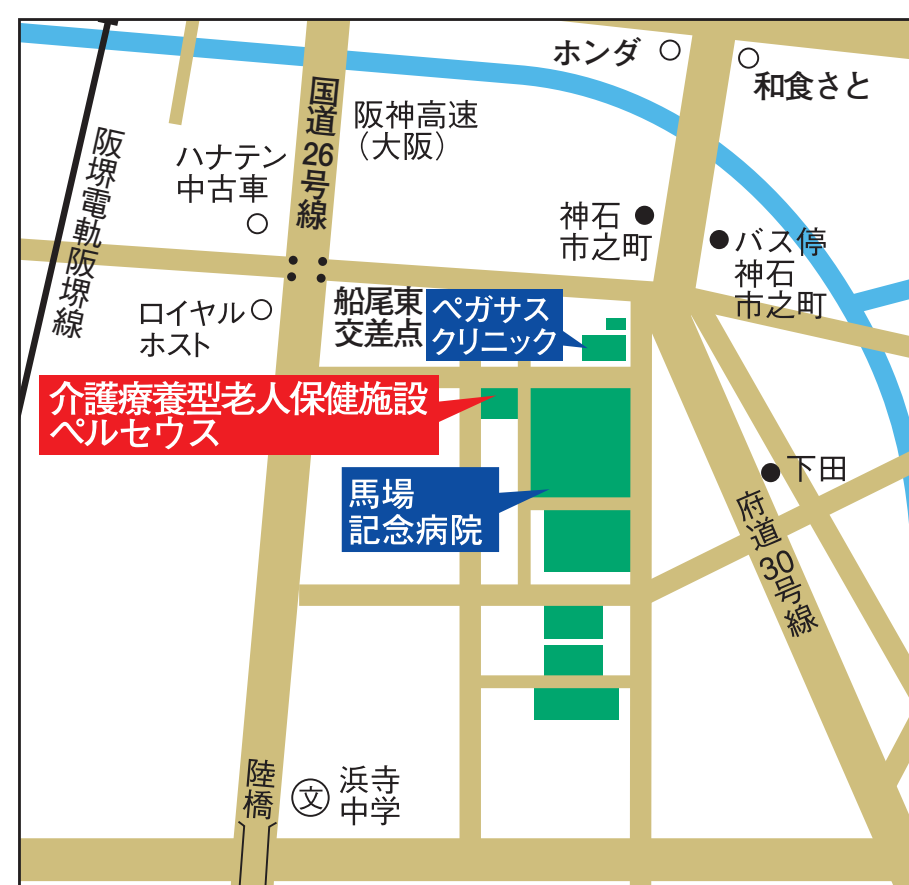 ホンダ
和食さと
国道26号線
阪神高速
（大阪）
阪堺電軌阪堺線
ハナテン
中古車
神石
市之町
バス停
神石
市之町
ロイヤル
ホスト
船尾東
交差点
ペガサス
クリニック
介護療養型老人保健施設
ペルセウス
馬場
記念病院
下田
府道30号線
陸橋
文
浜寺
中学